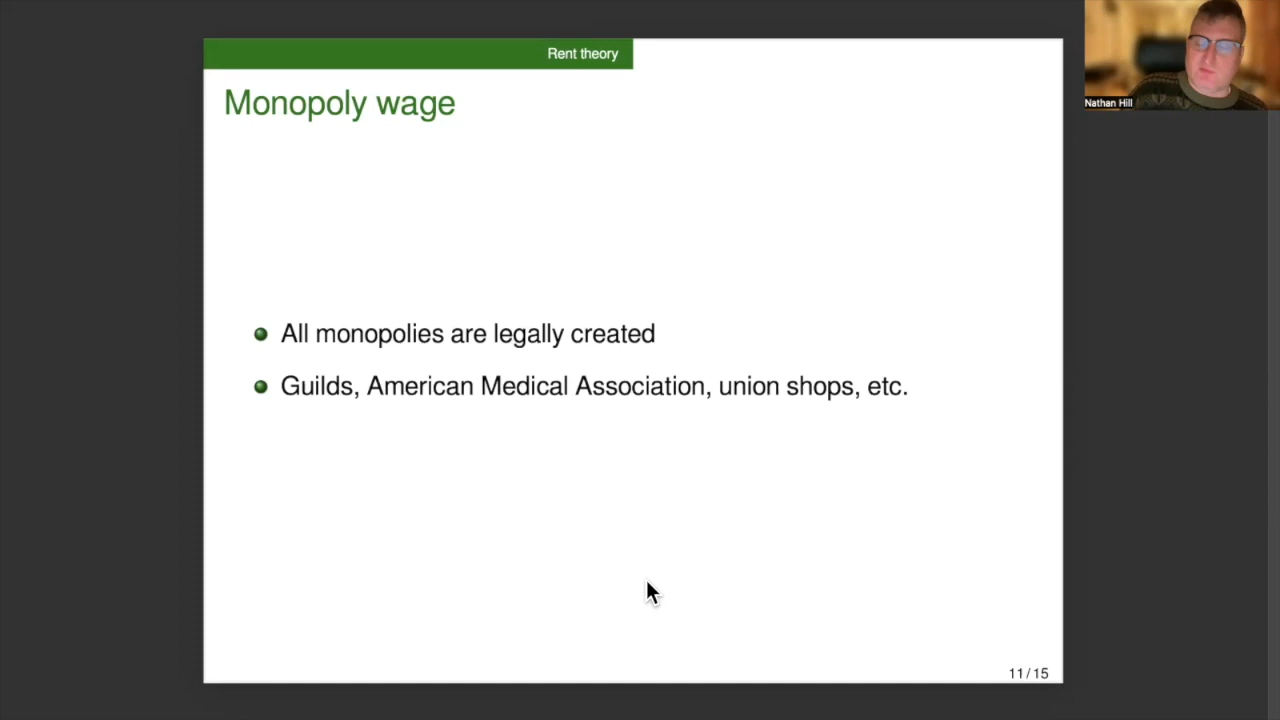 Rent theory
Nathan Hill
Monopoly wage
All monopolies are legally created
Guilds, American Medical Association, union shops, etc.
11/15